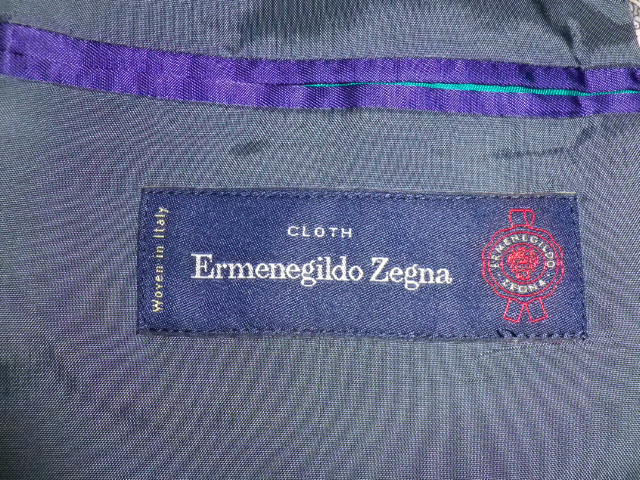 Woven in Italy
CLOTH
Ermenegildo Zegna
ERMENEGILDO
ZEGNA